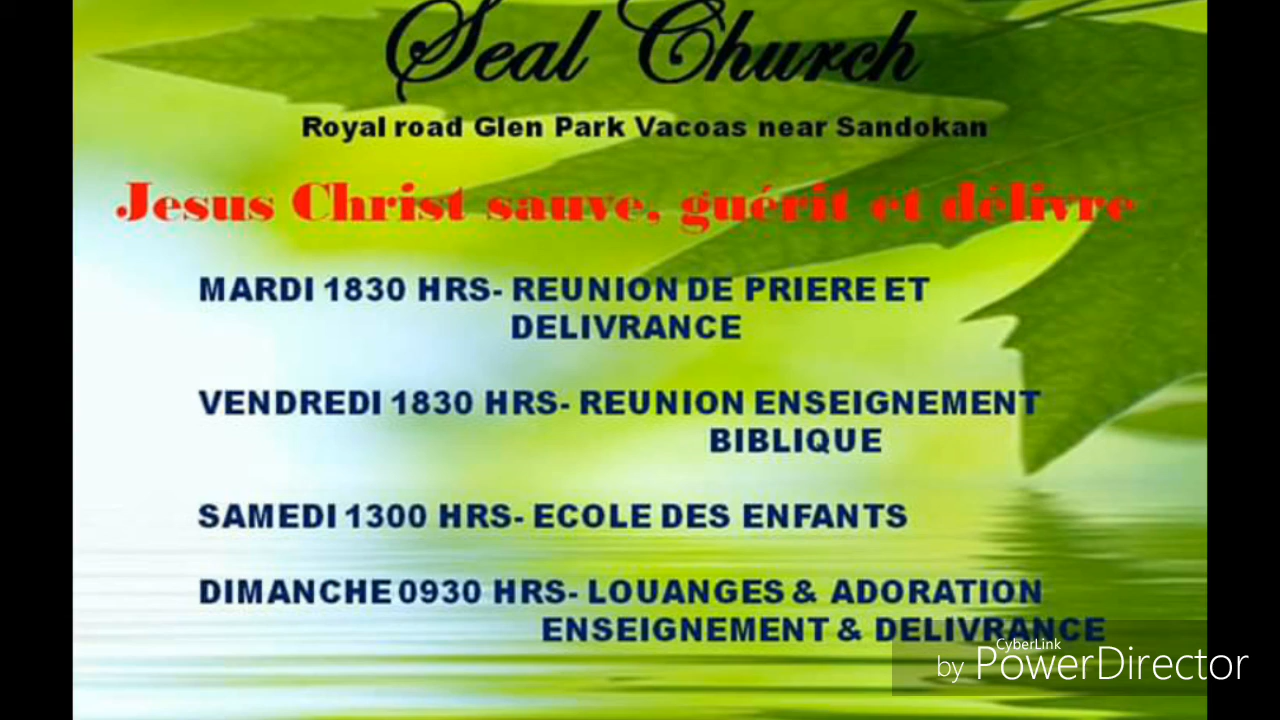 Seal Church
Royal road Glen Park Vacoas near Sandokan
Jesus Christ sauve, guérit et délivre
MARDI 1830 HRS- REUNION DE PRIERE ET
DELIVRANCE
VENDREDI 1830 HRS- REUNION ENSEIGNEMENT
BIBLIQUE
SAMEDI 1300 HRS- ECOLE DES ENFANTS
DIMANCHE 0930 HRS- LOUANGES & ADORATION
ENSEIGNEMENT & DELIVRANCE
CyberLink
by PowerDirector